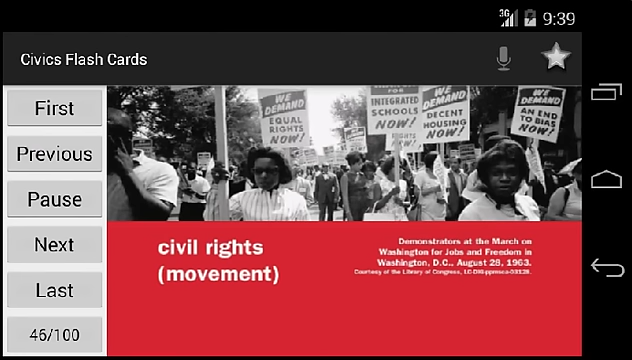 3G 9:39
Civics Flash Cards
First
Previous
Pause
Next
Last
46/100
WE
DEMAND
EQUAL
RIGHTS
NOW!
FOR
INTEGRATED
SCHOOLS
NOW!
WE
DEMAND
DECENT
HOUSING
NOW!
WE
DEMAND
AN END
TO BIAS
NOW!
civil rights
(movement)
Demonstrators at the March on
Washington for Jobs and Freedom in
Washington, D.C., August 28, 1963.
Courtesy of the Library of Congress, LC-DIG-ppmsca-03128.